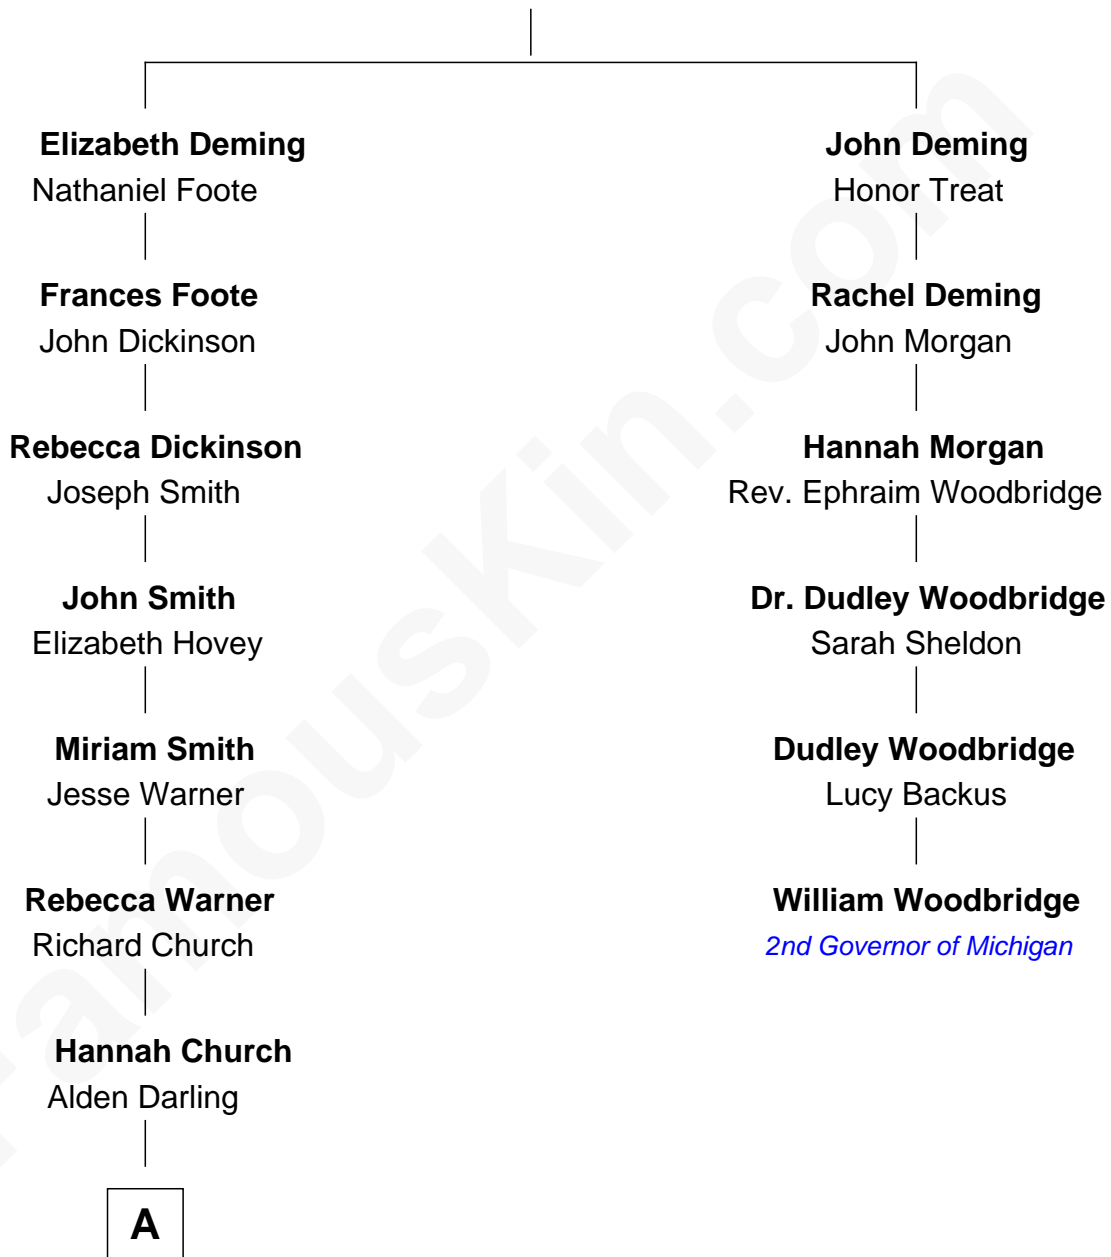 Elizabeth Deming
Nathaniel Foote
Frances Foote
John Dickinson
Rebecca Dickinson
Joseph Smith
John Smith
Elizabeth Hovey
Miriam Smith
Jesse Warner
Rebecca Warner
Richard Church
Hannah Church
Alden Darling
A
John Deming
Honor Treat
Rachel Deming
John Morgan
Hannah Morgan
Rev. Ephraim Woodbridge
Dr. Dudley Woodbridge
Sarah Sheldon
Dudley Woodbridge
Lucy Backus
William Woodbridge
2nd Governor of Michigan
FamousKin.com